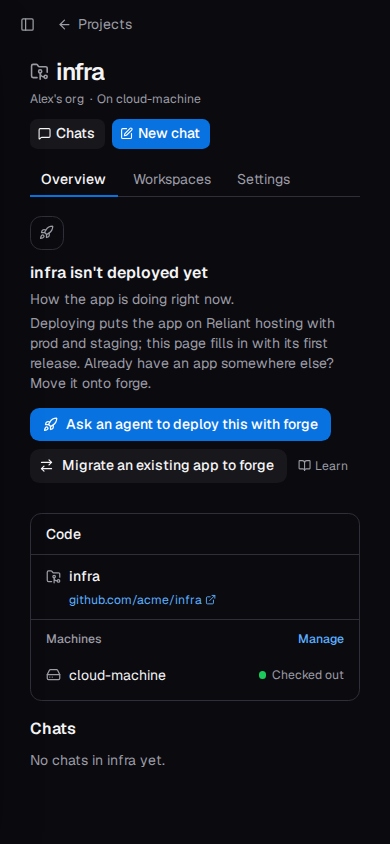 Projects
infra
Alex's org · On cloud-machine
Chats
New chat
Overview
Workspaces
Settings
infra isn't deployed yet
How the app is doing right now.
Deploying puts the app on Reliant hosting with
prod and staging; this page fills in with its first
release. Already have an app somewhere else?
Move it onto forge.
Ask an agent to deploy this with forge
Migrate an existing app to forge
Learn
Code
infra
github.com/acme/infra
Machines
Manage
cloud-machine
Checked out
Chats
No chats in infra yet.